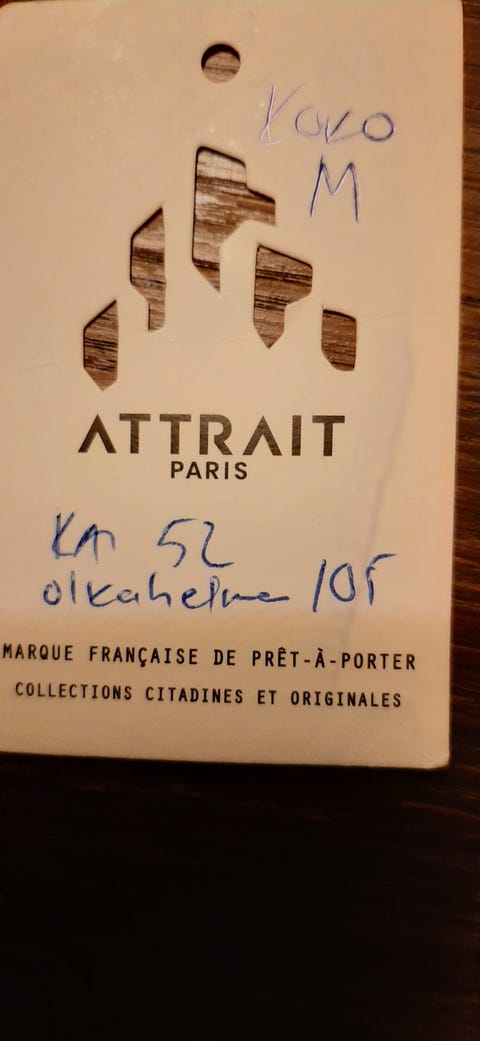 KOKO
M
ATTRAIT
PARIS
KA 52
olkahelma 105
MARQUE FRANÇAISE DE PRÊT-À-PORTER
COLLECTIONS CITADINES ET ORIGINALES